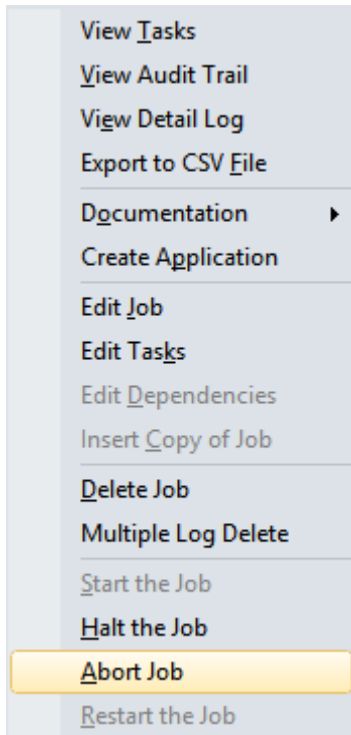 View Tasks
View Audit Trail
View Detail Log
Export to CSV File
Documentation
Create Application
Edit Job
Edit Tasks
Edit Dependencies
Insert Copy of Job
Delete Job
Multiple Log Delete
Start the Job
Halt the Job
Abort Job
Restart the Job